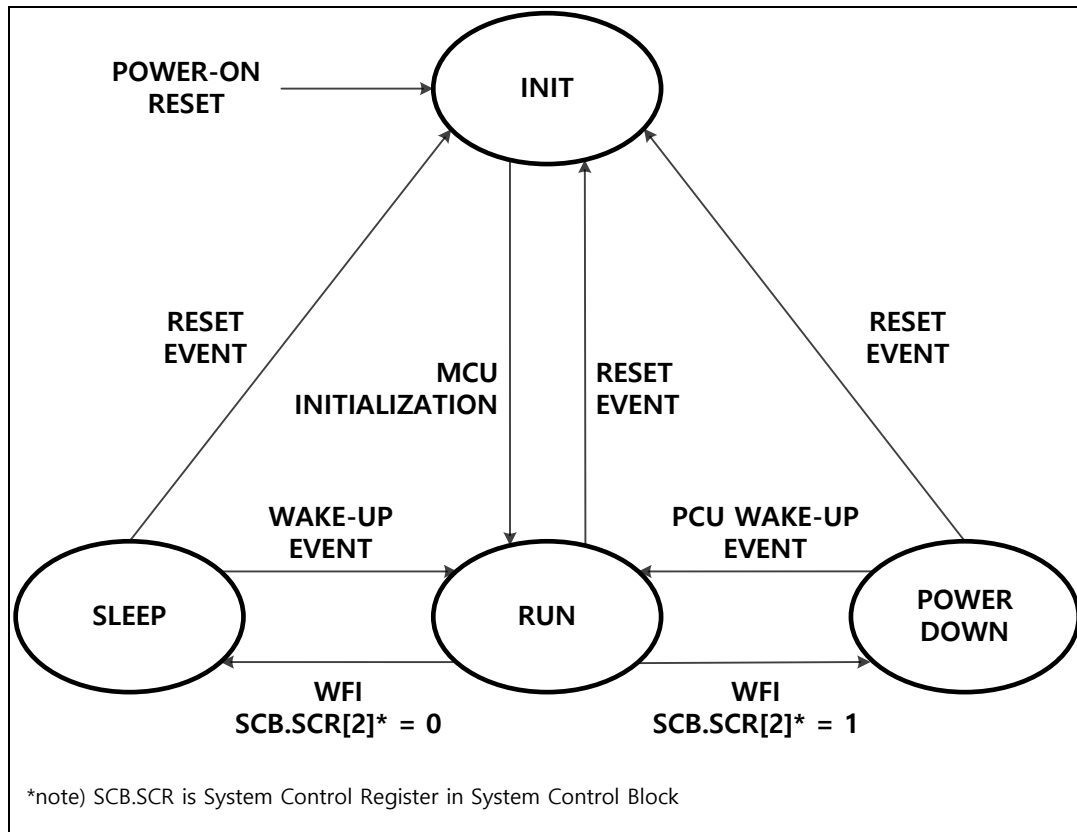 POWER-ON
RESET
INIT
RESET
EVENT
MCU
INITIALIZATION
RESET
EVENT
RESET
EVENT
WAKE-UP
EVENT
PCU WAKE-UP
EVENT
SLEEP
RUN
POWER
DOWN
WFI
SCB.SCR[2]* = 0
WFI
SCB.SCR[2]* = 1
*note) SCB.SCR is System Control Register in System Control Block